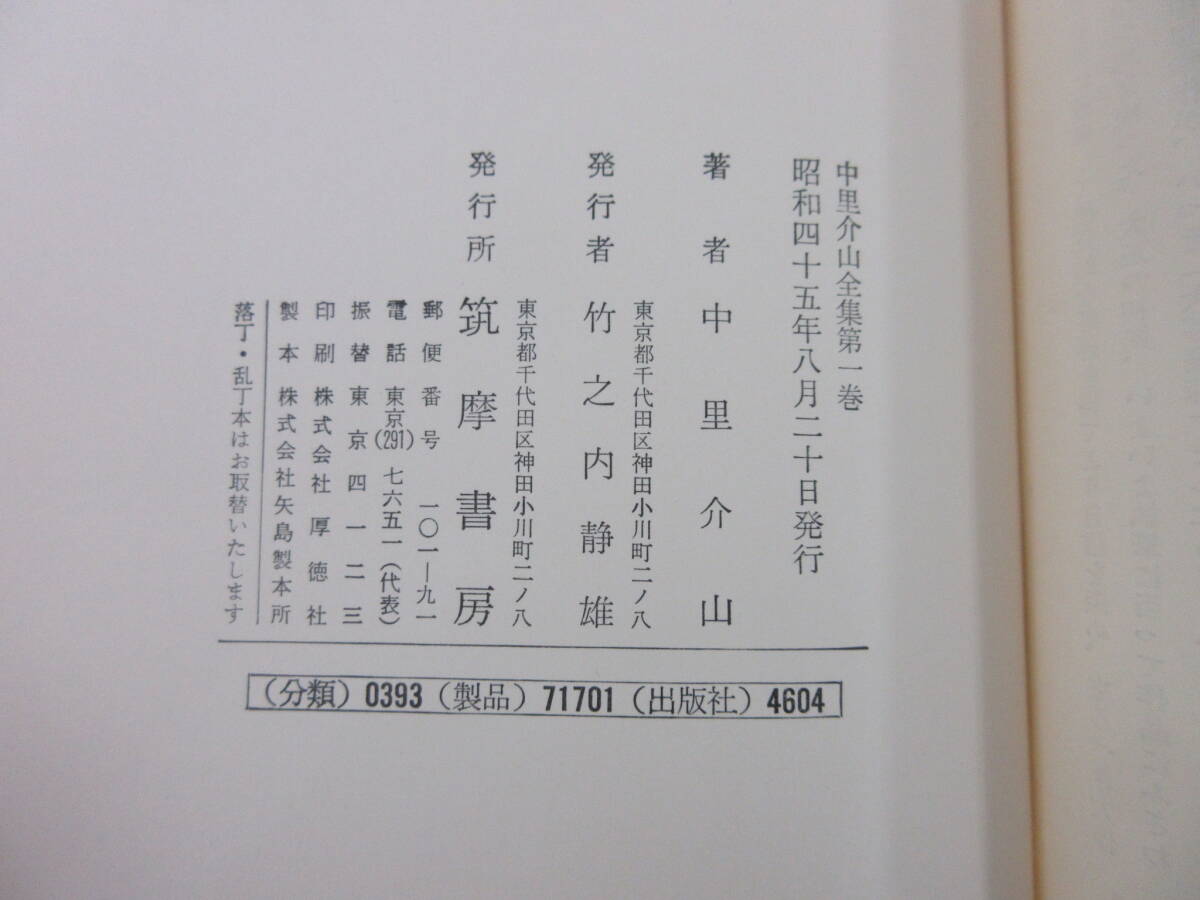 中里介山全集第一巻
昭和四十五年八月二十日発行
著者 中里介山
東京都千代田区神田小川町二ノ八
発行者 竹之内静雄
東京都千代田区神田小川町二ノ八
発行所 筑摩書房
郵便番号 一〇一―九一
電話 東京(291)七六五一(代表)
振替 東京四一二三
印刷 株式会社 厚徳社
製本 株式会社 矢島製本所
落丁・乱丁本はお取替いたします
(分類) 0393 (製品) 71701 (出版社) 4604